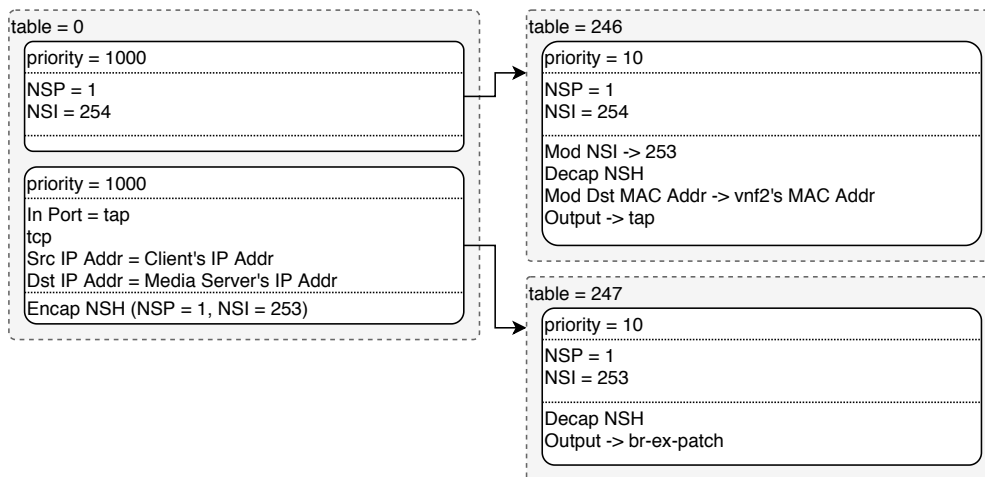 table = 0
priority = 1000
NSP = 1
NSI = 254
priority = 1000
In Port = tap
tcp
Src IP Addr = Client's IP Addr
Dst IP Addr = Media Server's IP Addr
Encap NSH (NSP = 1, NSI = 253)
table = 246
priority = 10
NSP = 1
NSI = 254
Mod NSI -> 253
Decap NSH
Mod Dst MAC Addr -> vnf2's MAC Addr
Output -> tap
table = 247
priority = 10
NSP = 1
NSI = 253
Decap NSH
Output -> br-ex-patch